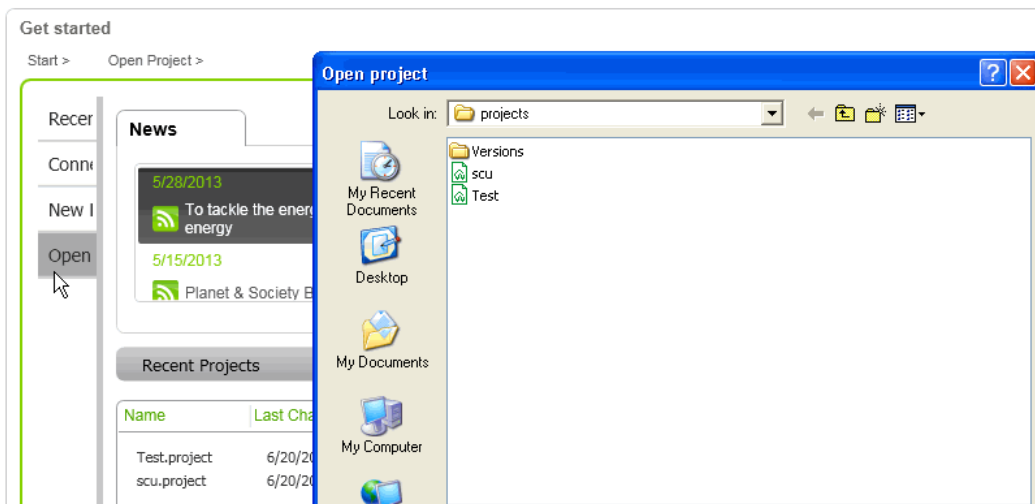 Get started
Start >
Open Project >
Open project
Look in:
projects
News
5/28/2013
To tackle the energ
energy
5/15/2013
Planet & Society B
Recer
Conne
New I
Open
Recent Projects
Name
Last Cha
Test.project
6/20/20
scu.project
6/20/20
My Recent
Documents
Desktop
My Documents
My Computer
Versions
scu
Test